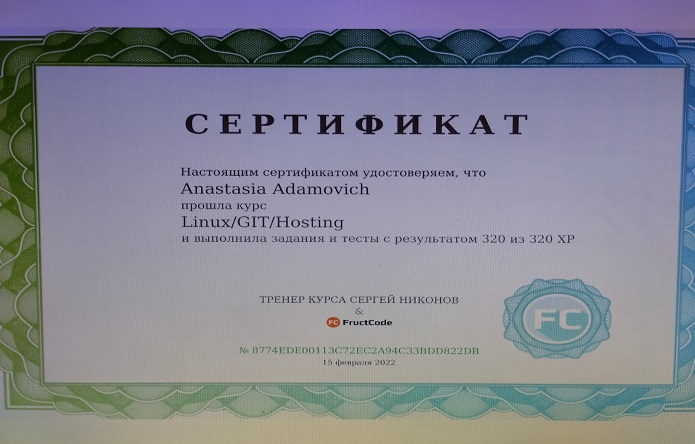 СЕРТИФИКАТ
Настоящим сертификатом удостоверяем, что
Anastasia Adamovich
прошла курс
Linux/GIT/Hosting
и выполнила задания и тесты с результатом 320 из 320 XP
ТРЕНЕР КУРСА СЕРГЕЙ НИКОНОВ
&
FC FructCode
FC
№ 8774EDE00113C72EC2A94C33BDD822DB
15 февраля 2022